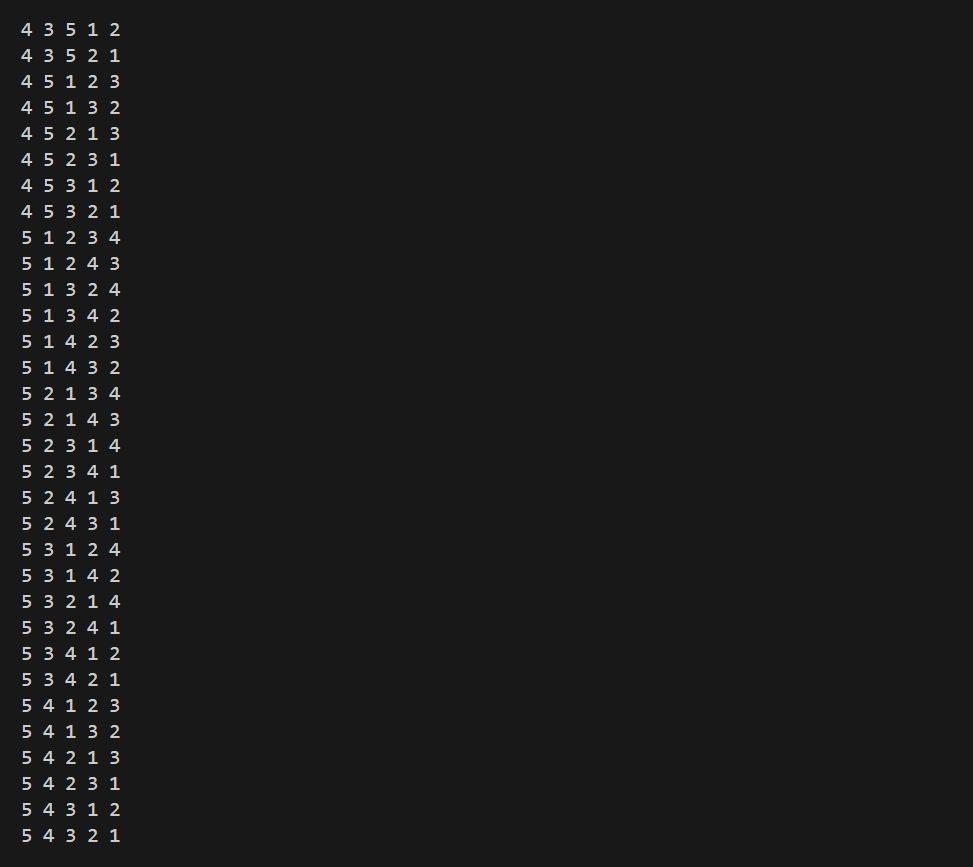 4 3 5 1 2
4 3 5 2 1
4 5 1 2 3
4 5 1 3 2
4 5 2 1 3
4 5 2 3 1
4 5 3 1 2
4 5 3 2 1
5 1 2 3 4
5 1 2 4 3
5 1 3 2 4
5 1 3 4 2
5 1 4 2 3
5 1 4 3 2
5 2 1 3 4
5 2 1 4 3
5 2 3 1 4
5 2 3 4 1
5 2 4 1 3
5 2 4 3 1
5 3 1 2 4
5 3 1 4 2
5 3 2 1 4
5 3 2 4 1
5 3 4 1 2
5 3 4 2 1
5 4 1 2 3
5 4 1 3 2
5 4 2 1 3
5 4 2 3 1
5 4 3 1 2
5 4 3 2 1